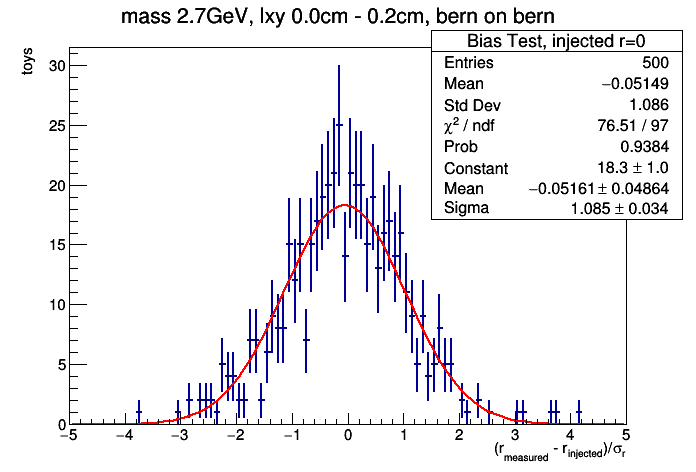 mass 2.7GeV, lxy 0.0cm - 0.2cm, bern on bern
Bias Test, injected r=0
Entries 500
Mean −0.05149
Std Dev 1.086
χ² / ndf 76.51 / 97
Prob 0.9384
Constant 18.3 ± 1.0
Mean −0.05161 ± 0.04864
Sigma 1.085 ± 0.034
toys
30
25
20
15
10
5
0
−5 −4 −3 −2 −1 0 1 2 3 4 5
(r_measured - r_injected)/σ_r